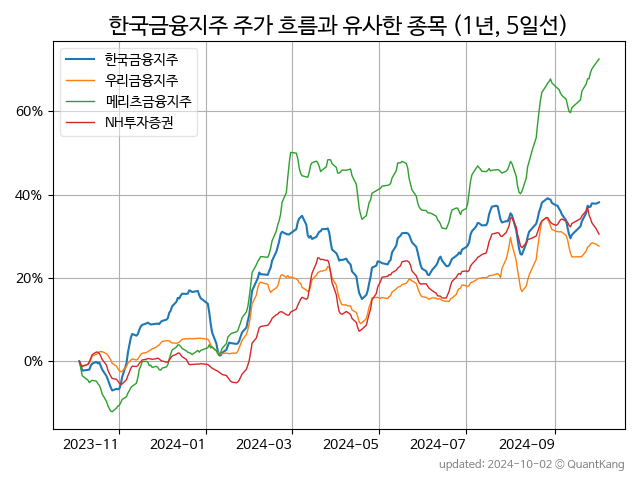 한국금융지주 주가 흐름과 유사한 종목 (1년, 5일선)
한국금융지주
우리금융지주
메리츠금융지주
NH투자증권
60%
40%
20%
0%
2023-11 2024-01 2024-03 2024-05 2024-07 2024-09
updated: 2024-10-02 © QuantKang